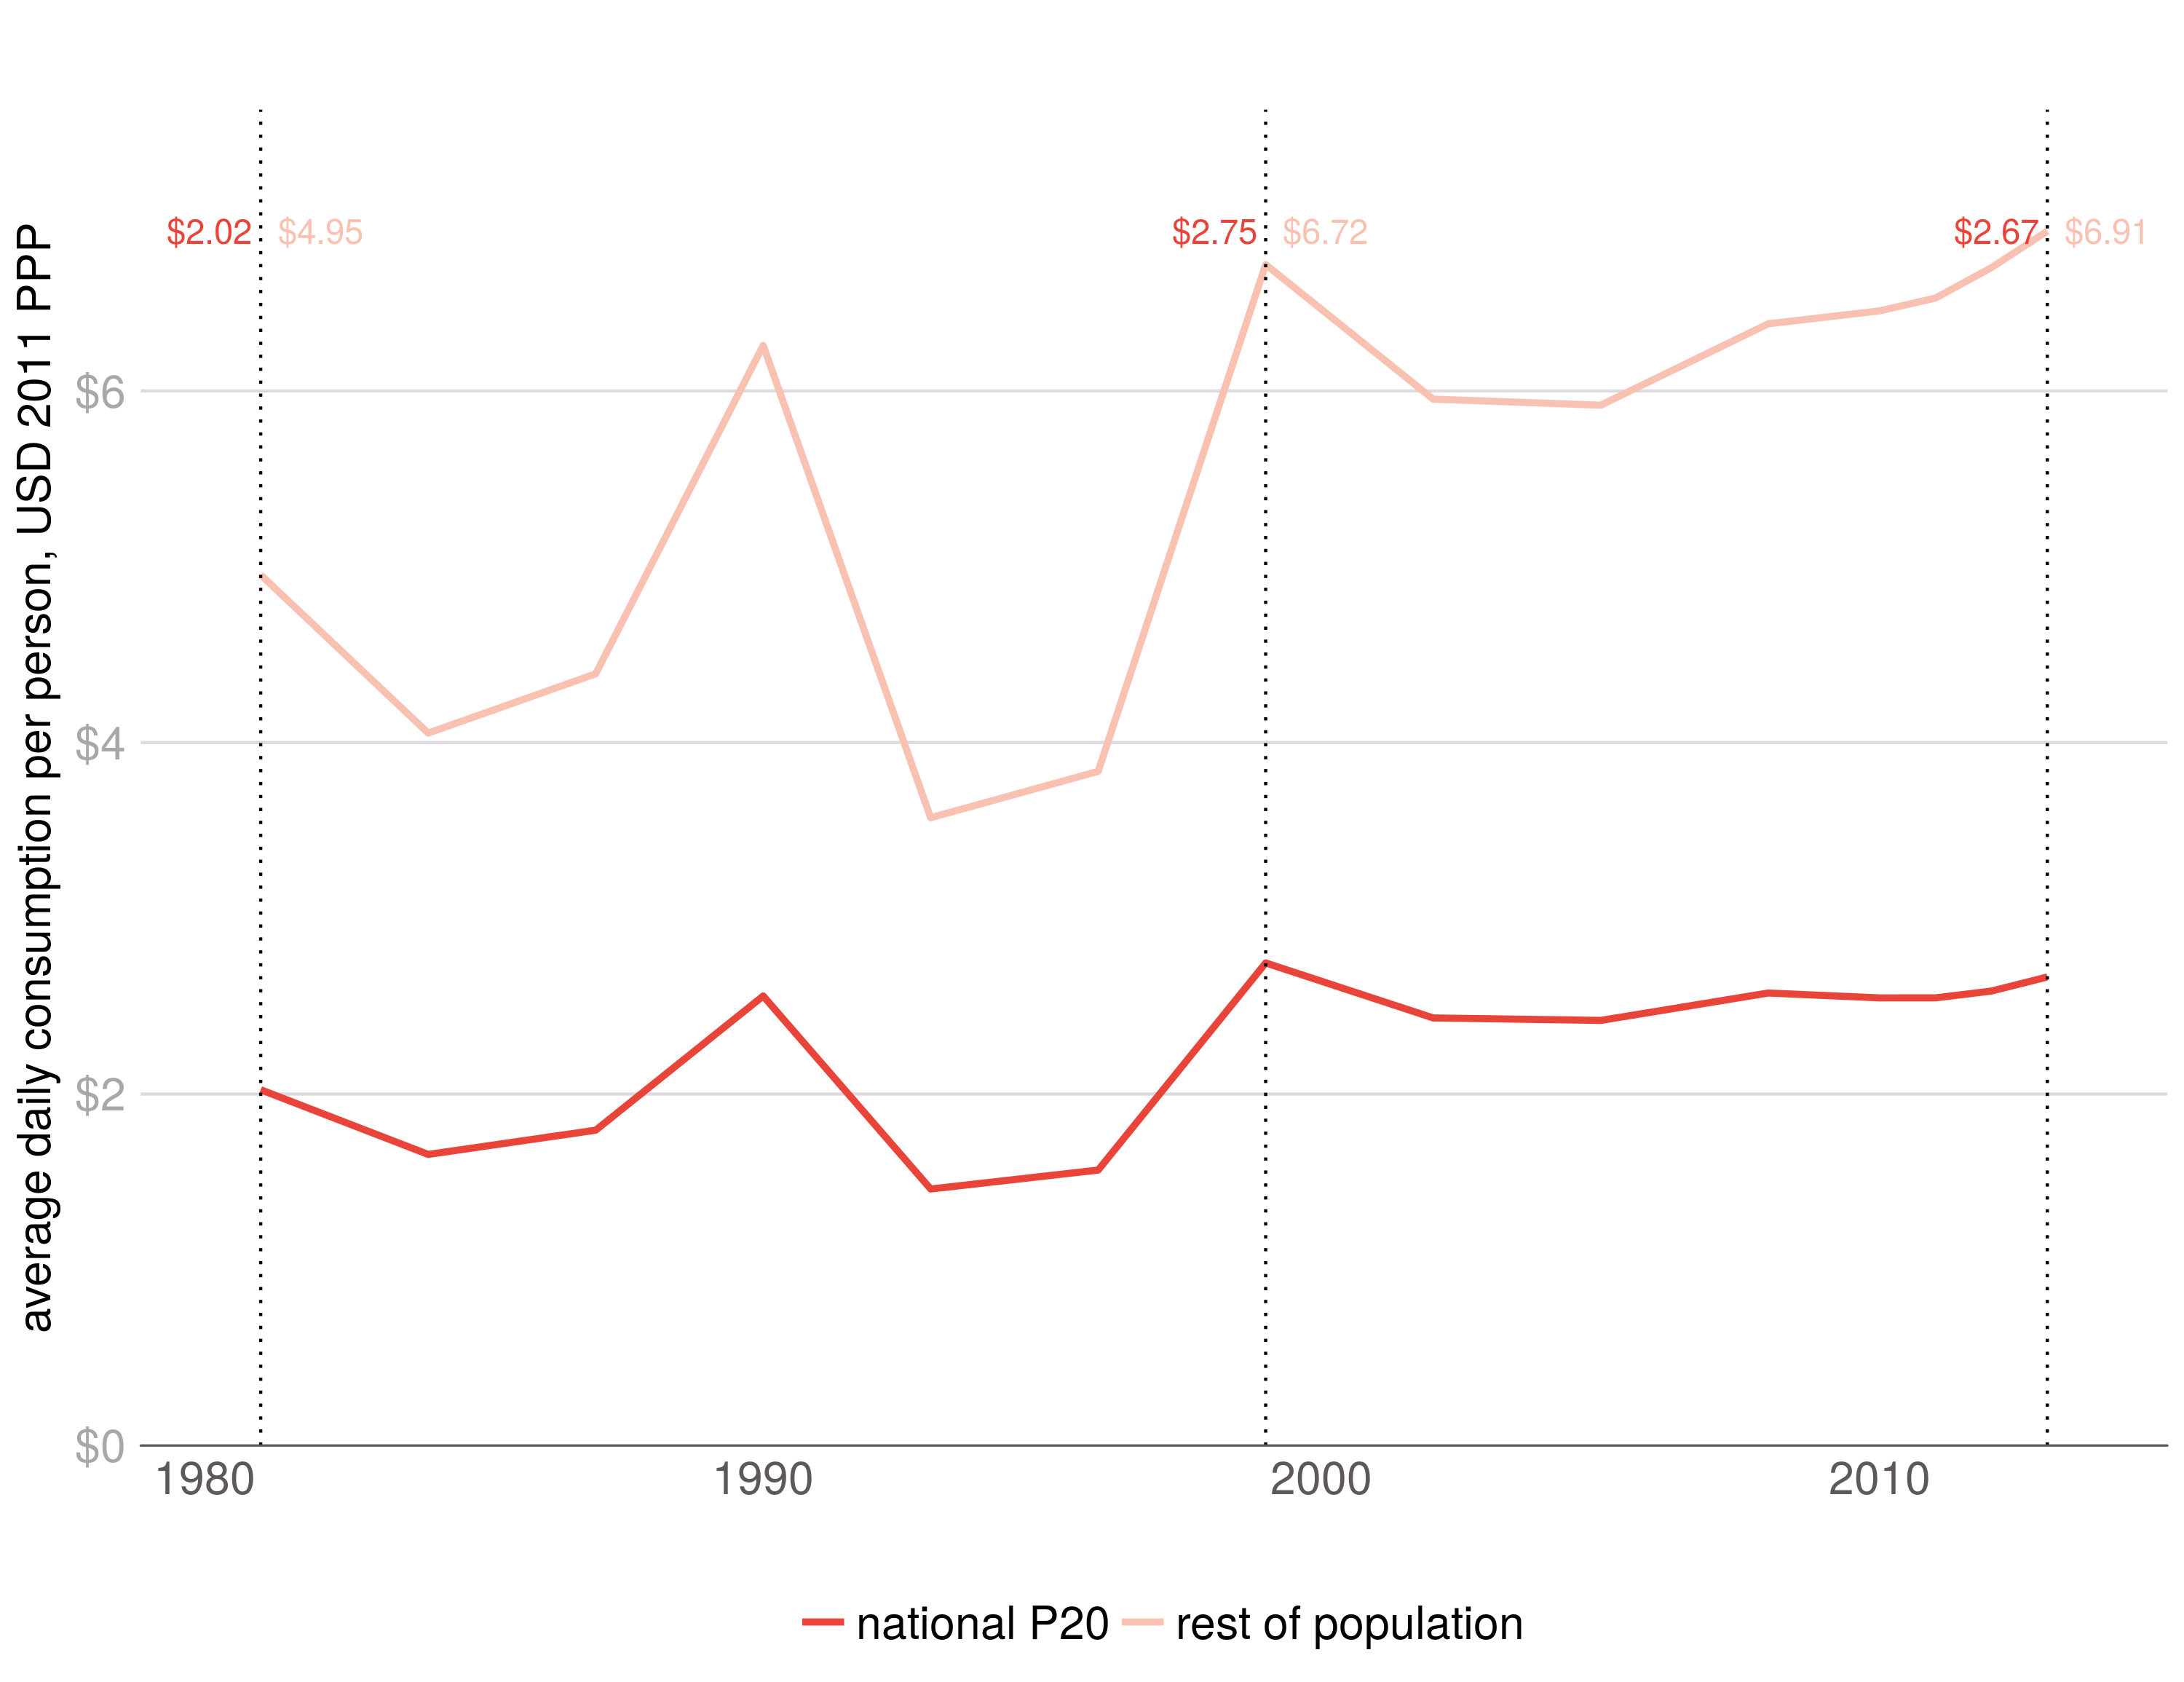 average daily consumption per person, USD 2011 PPP
$2.02 $4.95
$2.75 $6.72
$2.67 $6.91
$6
$4
$2
$0
1980 1990 2000 2010
national P20 rest of population